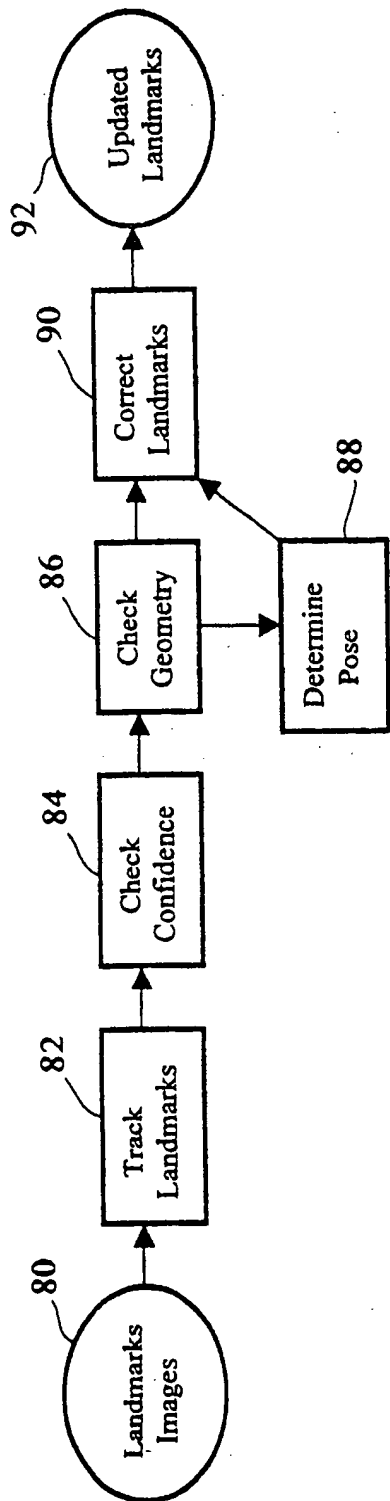 80
Landmarks
Images
82
Track
Landmarks
84
Check
Confidence
86
Check
Geometry
88
Determine
Pose
90
Correct
Landmarks
92
Updated
Landmarks